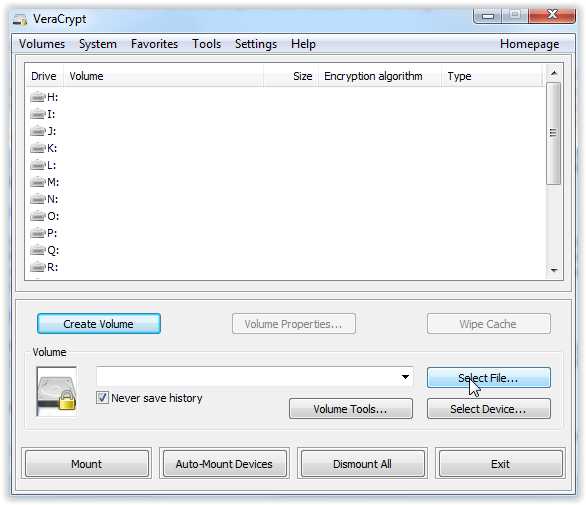 VeraCrypt
Volumes System Favorites Tools Settings Help Homepage
Drive Volume Size Encryption algorithm Type
H:
I:
J:
K:
L:
M:
N:
O:
P:
Q:
R:
Create Volume Volume Properties... Wipe Cache
Volume
Select File...
Never save history
Volume Tools... Select Device...
Mount Auto-Mount Devices Dismount All Exit